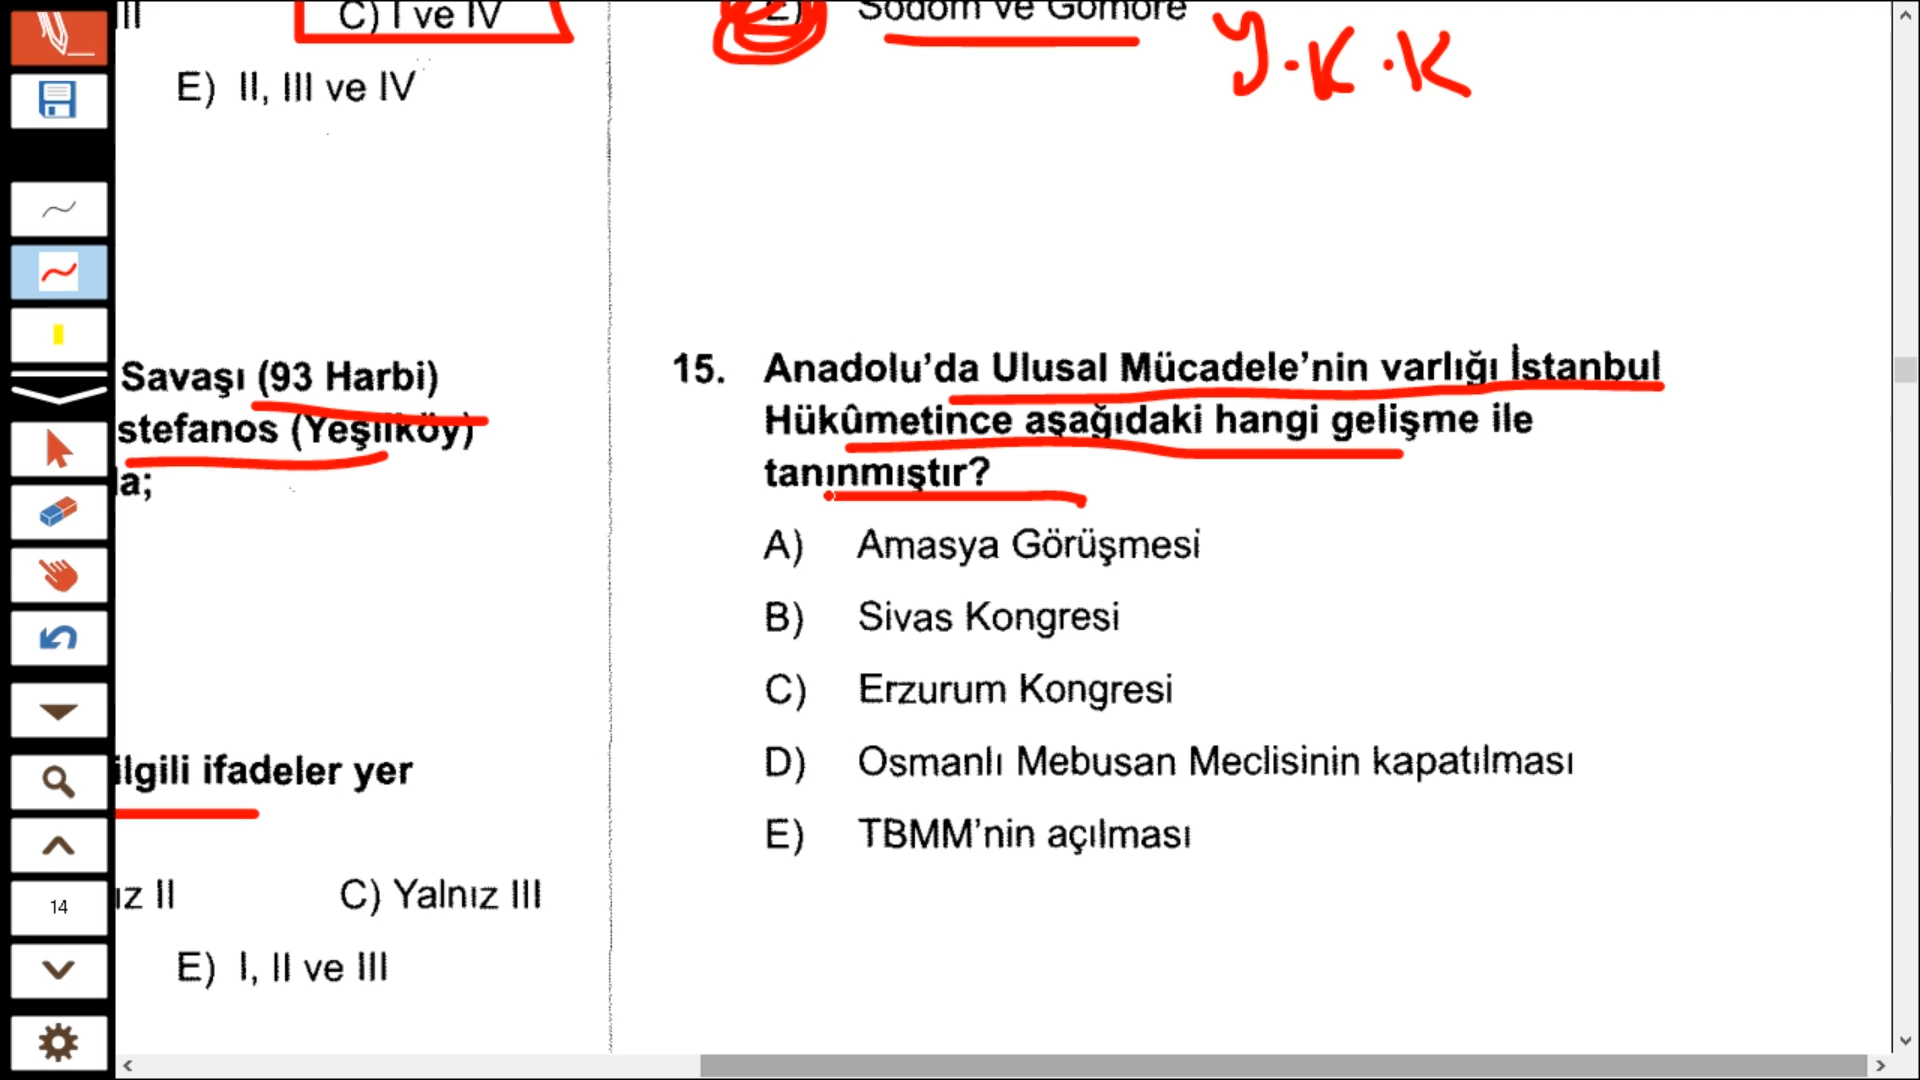 III
C) I ve IV
E) II, III ve IV
Savaşı (93 Harbi)
stefanos (Yeşilköy)
da;
ilgili ifadeler yer
ız II
C) Yalnız III
E) I, II ve III
14
E) Sodom ve Gomore
Y.K.K
15. Anadolu'da Ulusal Mücadele'nin varlığı İstanbul
Hükûmetince aşağıdaki hangi gelişme ile
tanınmıştır?
A) Amasya Görüşmesi
B) Sivas Kongresi
C) Erzurum Kongresi
D) Osmanlı Mebusan Meclisinin kapatılması
E) TBMM'nin açılması